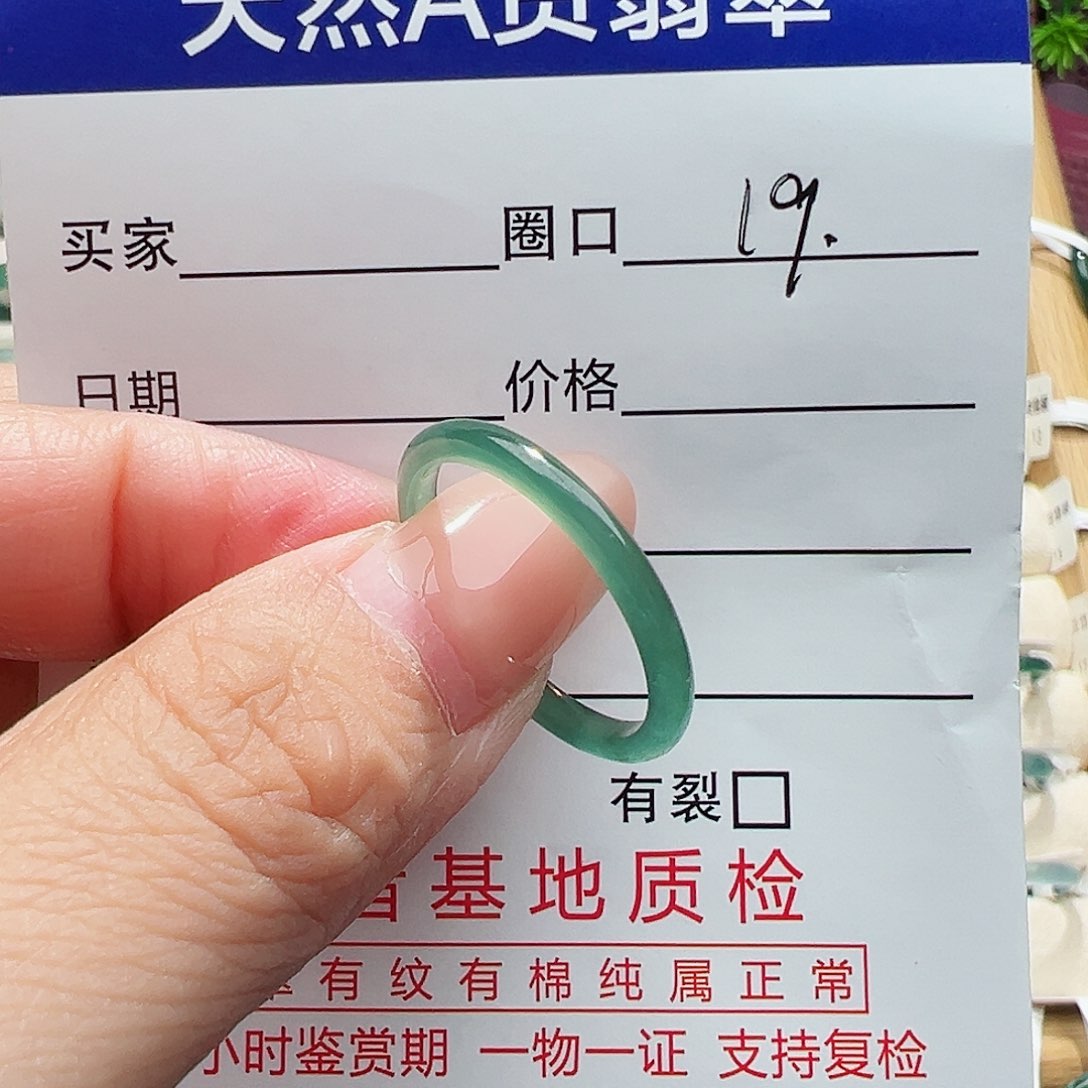 天然A货翡翠
买家 圈口 19.
日期 价格
有裂□
基地质检
有纹有棉纯属正常
小时鉴赏期 一物一证 支持复检